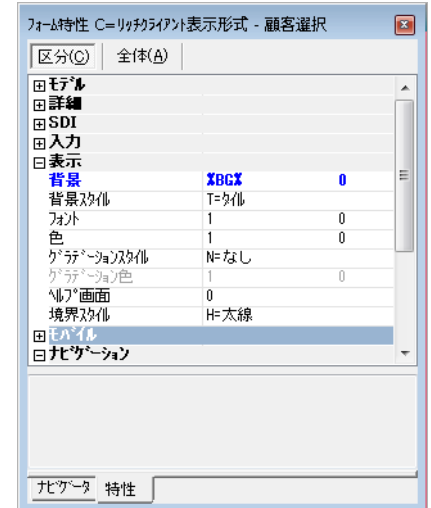 フォーム特性 C=リッチクライアント表示形式 - 顧客選択
区分(C) 全体(A)
モデル
詳細
SDI
入力
表示
背景 %BG% 0
背景スタイル T=タイル
フォント 1 0
色 1 0
グラデーションスタイル N=なし
グラデーション色 1 0
ヘルプ画面 0
境界スタイル H=太線
モバイル
ナビゲーション
ナビゲータ 特性